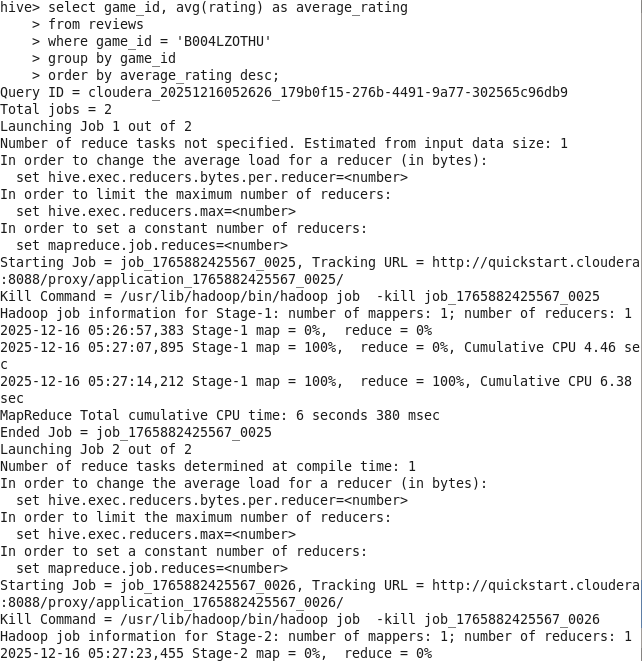 hive> select game_id, avg(rating) as average_rating
    > from reviews
    > where game_id = 'B004LZOTHU'
    > group by game_id
    > order by average_rating desc;
Query ID = cloudera_20251216052626_179b0f15-276b-4491-9a77-302565c96db9
Total jobs = 2
Launching Job 1 out of 2
Number of reduce tasks not specified. Estimated from input data size: 1
In order to change the average load for a reducer (in bytes):
  set hive.exec.reducers.bytes.per.reducer=<number>
In order to limit the maximum number of reducers:
  set hive.exec.reducers.max=<number>
In order to set a constant number of reducers:
  set mapreduce.job.reduces=<number>
Starting Job = job_1765882425567_0025, Tracking URL = http://quickstart.cloudera
:8088/proxy/application_1765882425567_0025/
Kill Command = /usr/lib/hadoop/bin/hadoop job  -kill job_1765882425567_0025
Hadoop job information for Stage-1: number of mappers: 1; number of reducers: 1
2025-12-16 05:26:57,383 Stage-1 map = 0%,  reduce = 0%
2025-12-16 05:27:07,895 Stage-1 map = 100%,  reduce = 0%, Cumulative CPU 4.46 se
c
2025-12-16 05:27:14,212 Stage-1 map = 100%,  reduce = 100%, Cumulative CPU 6.38
sec
MapReduce Total cumulative CPU time: 6 seconds 380 msec
Ended Job = job_1765882425567_0025
Launching Job 2 out of 2
Number of reduce tasks determined at compile time: 1
In order to change the average load for a reducer (in bytes):
  set hive.exec.reducers.bytes.per.reducer=<number>
In order to limit the maximum number of reducers:
  set hive.exec.reducers.max=<number>
In order to set a constant number of reducers:
  set mapreduce.job.reduces=<number>
Starting Job = job_1765882425567_0026, Tracking URL = http://quickstart.cloudera
:8088/proxy/application_1765882425567_0026/
Kill Command = /usr/lib/hadoop/bin/hadoop job  -kill job_1765882425567_0026
Hadoop job information for Stage-2: number of mappers: 1; number of reducers: 1
2025-12-16 05:27:23,455 Stage-2 map = 0%,  reduce = 0%